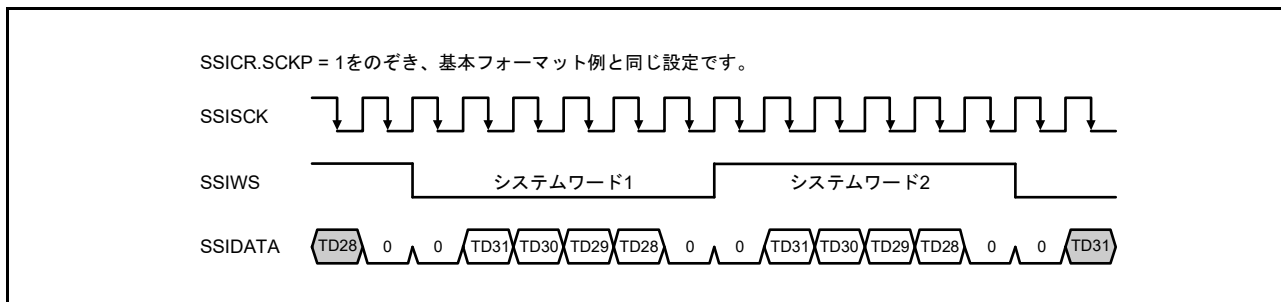 SSICR.SCKP = 1をのぞき、基本フォーマット例と同じ設定です。
SSISCK
SSIWS システムワード1 システムワード2
SSIDATA TD28 0 0 TD31 TD30 TD29 TD28 0 0 TD31 TD30 TD29 TD28 0 0 TD31